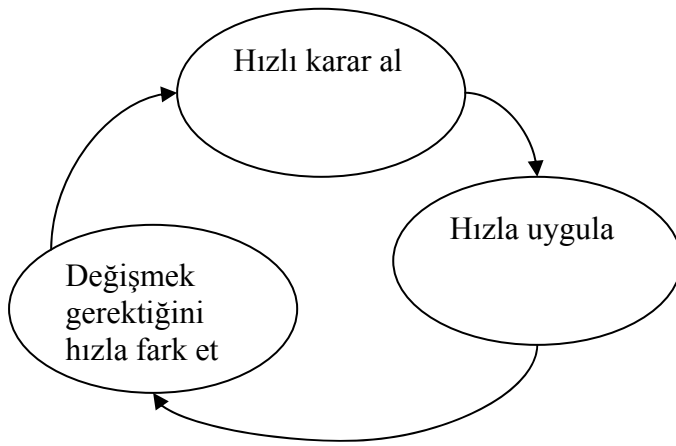 Hızlı karar al
Hızla uygula
Değişmek
gerektiğini
hızla fark et